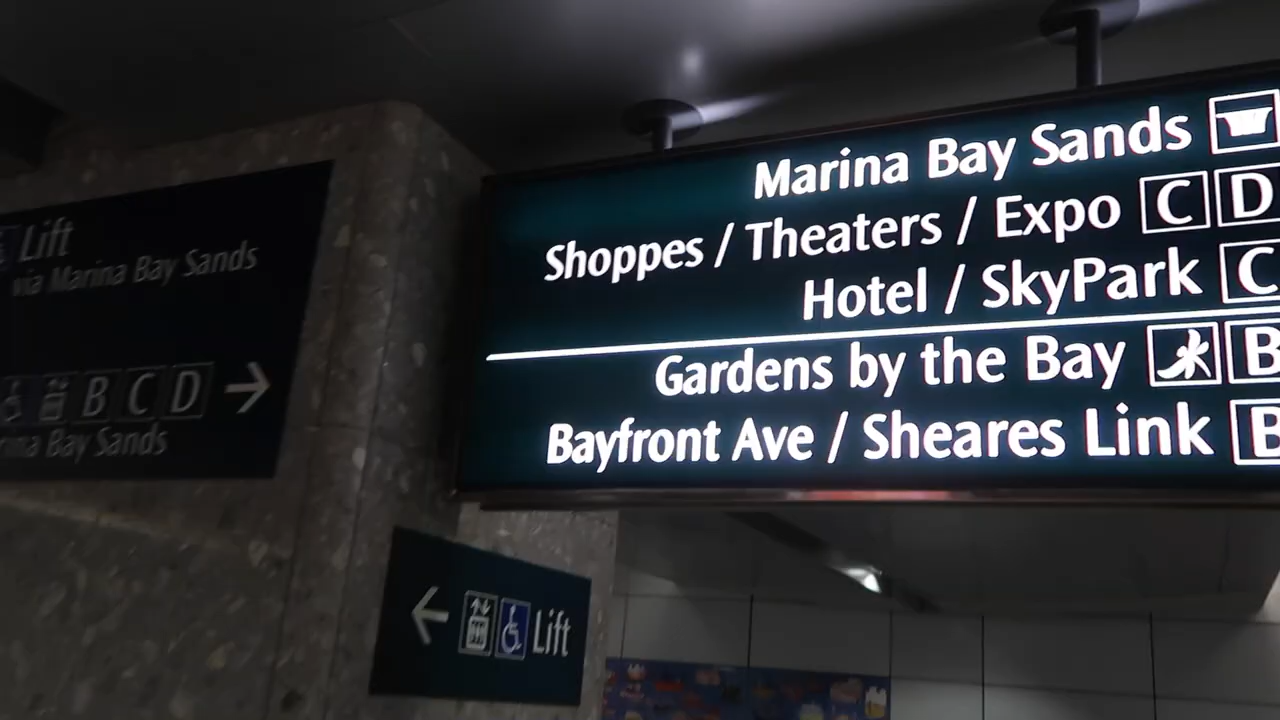 Lift
via Marina Bay Sands
B C D
Bay Sands
Marina Bay Sands
Shoppes / Theaters / Expo C D
Hotel / SkyPark C
Gardens by the Bay B
Bayfront Ave / Sheares Link B
Lift